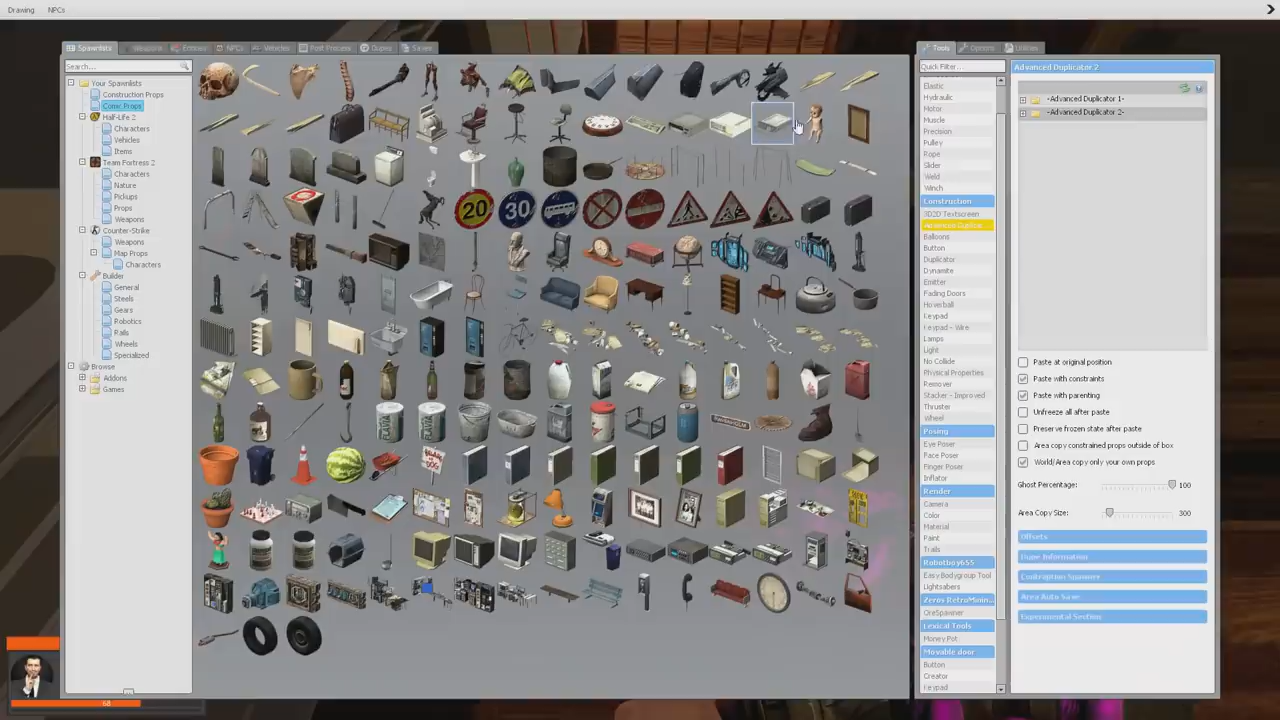 Drawing NPCs
Spawnlists Weapons Entities NPCs Vehicles Post Process Dupes Saves
Search...
Your Spawnlists
Construction Props
Comic Props
Half-Life 2
Characters
Vehicles
Items
Team Fortress 2
Characters
Nature
Pickups
Props
Weapons
Counter-Strike
Weapons
Map Props
Characters
Builder
General
Steels
Gears
Robotics
Rails
Wheels
Specialized
Browse
Addons
Games
20
30
RAVENHOLM
BEWARE OF DOG
68
Tools Options Utilities
Quick Filter...
Elastic
Hydraulic
Motor
Muscle
Precision
Pulley
Rope
Slider
Weld
Winch
Construction
3D2D Textscreen
Advanced Duplicat...
Balloons
Button
Duplicator
Dynamite
Emitter
Fading Doors
Hoverball
Keypad
Keypad - Wire
Lamps
Light
No Collide
Physical Properties
Remover
Stacker - Improved
Thruster
Wheel
Posing
Eye Poser
Face Poser
Finger Poser
Inflator
Render
Camera
Color
Material
Paint
Trails
Robotboy655
Easy Bodygroup Tool
Lightsabers
Zeros RetroMinin...
OreSpawner
Lexical Tools
Money Pot
Movable door
Button
Creator
Keypad
Advanced Duplicator 2
-Advanced Duplicator 1-
-Advanced Duplicator 2-
Paste at original position
Paste with constraints
Paste with parenting
Unfreeze all after paste
Preserve frozen state after paste
Area copy constrained props outside of box
World/Area copy only your own props
Ghost Percentage: 100
Area Copy Size: 300
Offsets
Dupe Information
Contraption Spawner
Area Auto Save
Experimental Section